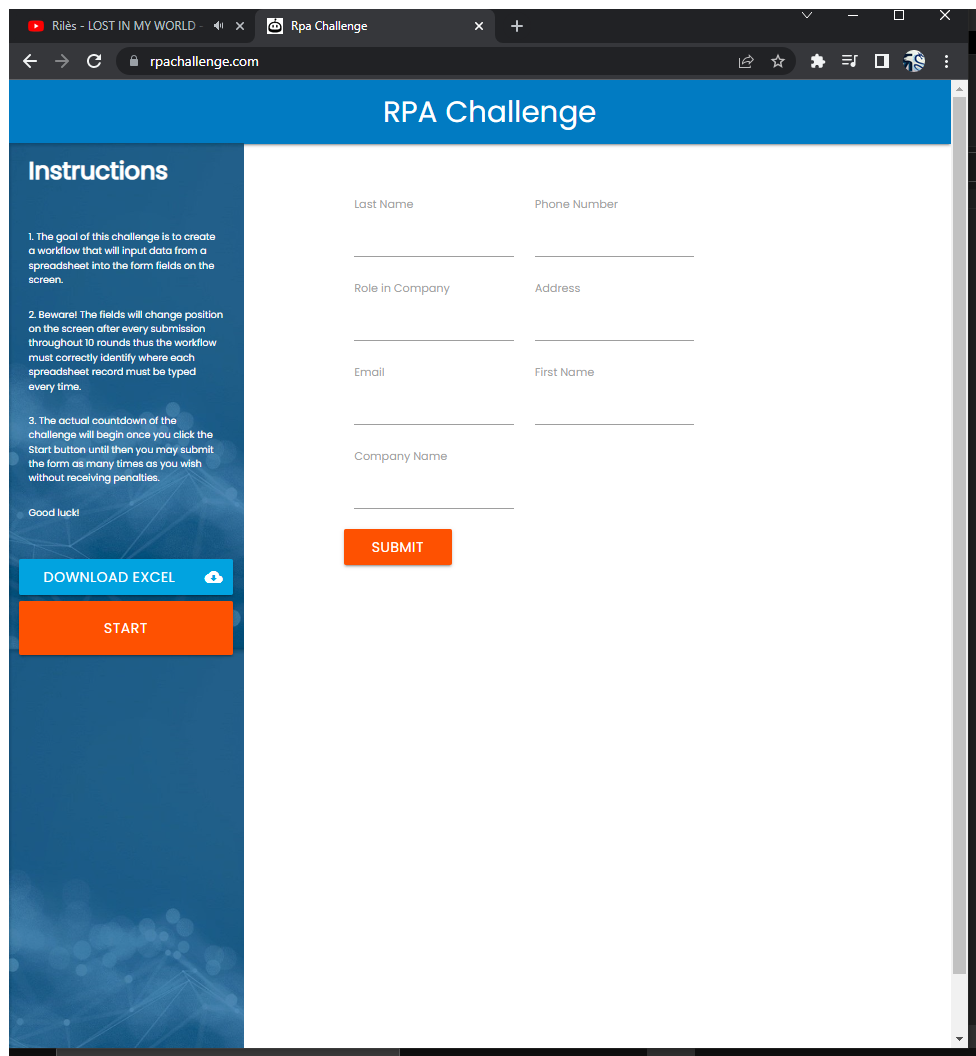 Rilès - LOST IN MY WORLD -
Rpa Challenge
rpachallenge.com
RPA Challenge
Instructions
1. The goal of this challenge is to create
a workflow that will input data from a
spreadsheet into the form fields on the
screen.
2. Beware! The fields will change position
on the screen after every submission
throughout 10 rounds thus the workflow
must correctly identify where each
spreadsheet record must be typed
every time.
3. The actual countdown of the
challenge will begin once you click the
Start button until then you may submit
the form as many times as you wish
without receiving penalties.
Good luck!
DOWNLOAD EXCEL
START
Last Name
Phone Number
Role in Company
Address
Email
First Name
Company Name
SUBMIT